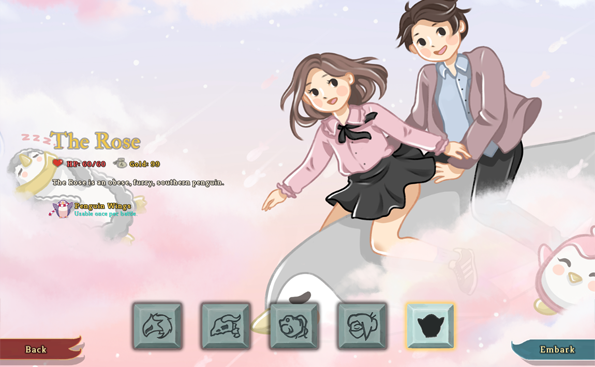 z z z
The Rose
HP: 60/60 Gold: 99
The Rose is an obese, furry, southern penguin.
Penguin Wings
Usable once per battle
Back
Embark